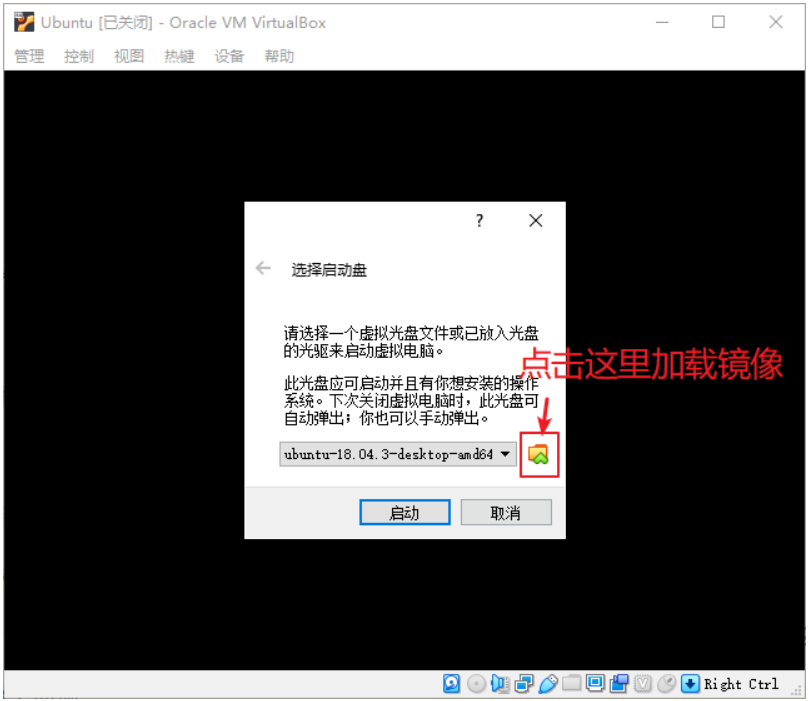 Ubuntu [已关闭] - Oracle VM VirtualBox
管理 控制 视图 热键 设备 帮助
?
选择启动盘
请选择一个虚拟光盘文件或已放入光盘
的光驱来启动虚拟电脑。
点击这里加载镜像
此光盘应可启动并且有你想安装的操作
系统。下次关闭虚拟电脑时，此光盘可
自动弹出；你也可以手动弹出。
ubuntu-18.04.3-desktop-amd64
启动 取消
Right Ctrl